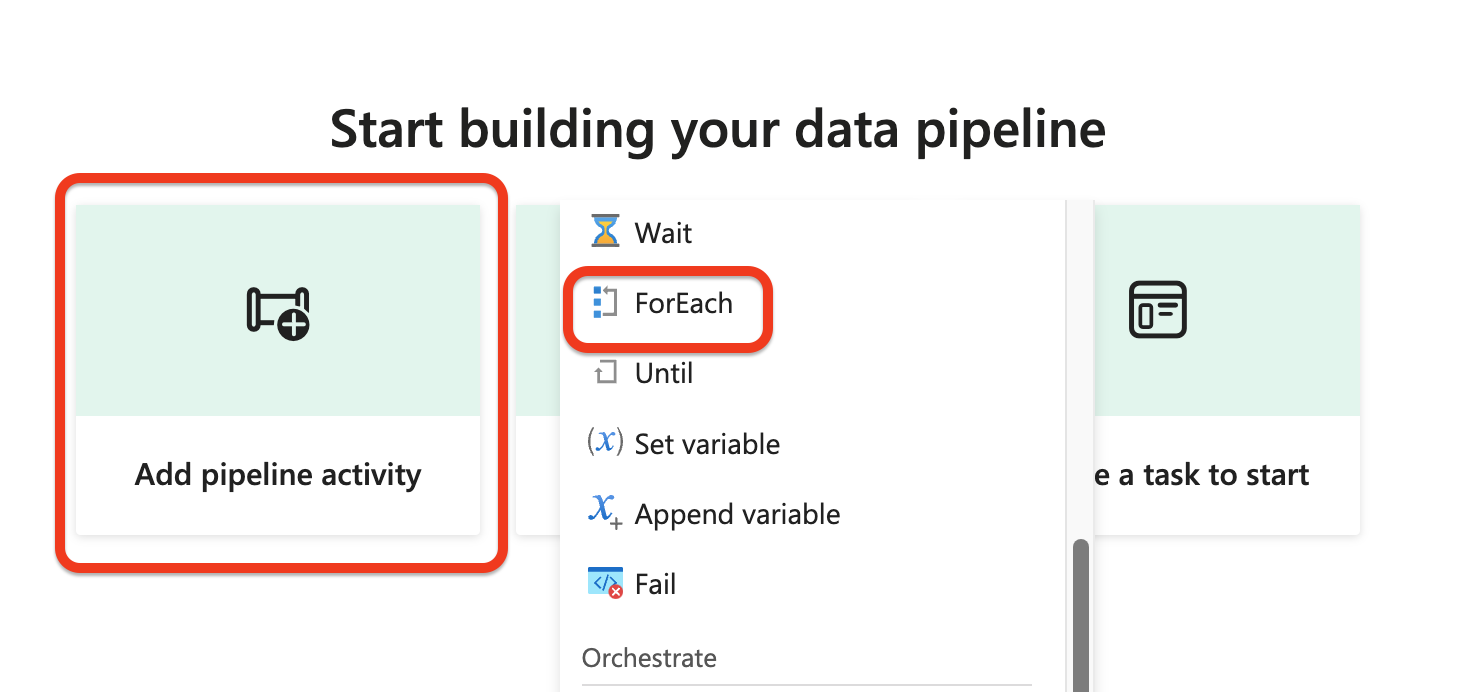 Start building your data pipeline
Add pipeline activity
Wait
ForEach
Until
Set variable
Append variable
Fail
Orchestrate
a task to start